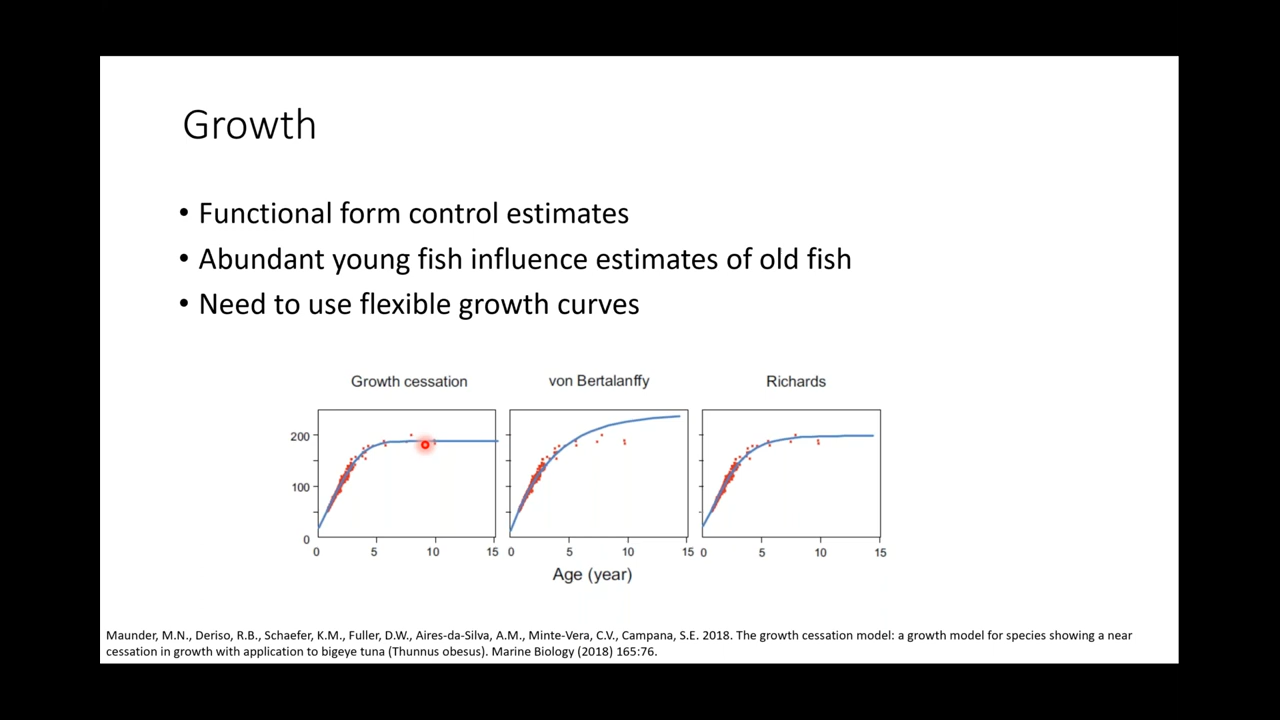 Growth
• Functional form control estimates
• Abundant young fish influence estimates of old fish
• Need to use flexible growth curves
Growth cessation
von Bertalanffy
Richards
200
100
0
0 5 10 15
0 5 10 15
0 5 10 15
Age (year)
Maunder, M.N., Deriso, R.B., Schaefer, K.M., Fuller, D.W., Aires-da-Silva, A.M., Minte-Vera, C.V., Campana, S.E. 2018. The growth cessation model: a growth model for species showing a near
cessation in growth with application to bigeye tuna (Thunnus obesus). Marine Biology (2018) 165:76.